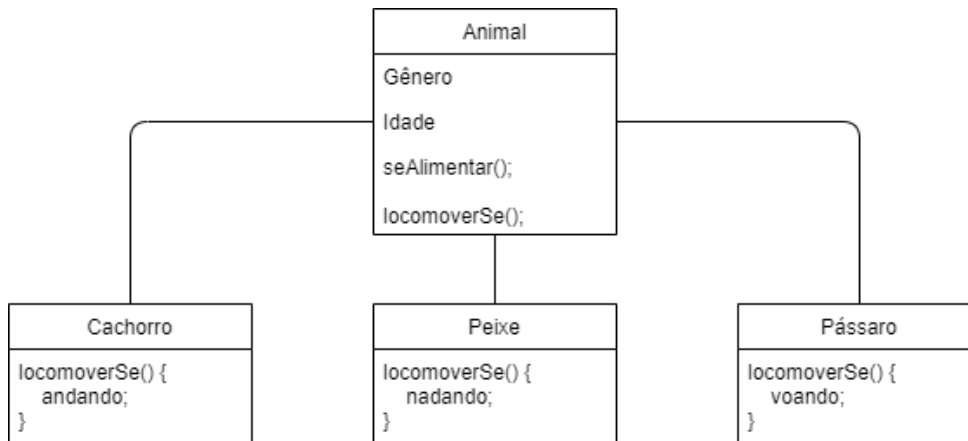 Animal
Gênero
Idade
seAlimentar();
locomoverSe();
Cachorro
locomoverSe() {
andando;
}
Peixe
locomoverSe() {
nadando;
}
Pássaro
locomoverSe() {
voando;
}